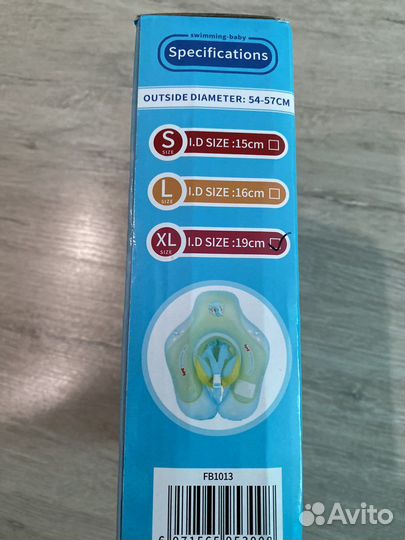 swimming-baby
Specifications
OUTSIDE DIAMETER: 54-57CM
S SIZE I.D SIZE :15cm
L SIZE I.D SIZE :16cm
XL SIZE I.D SIZE :19cm
FB1013
Avito